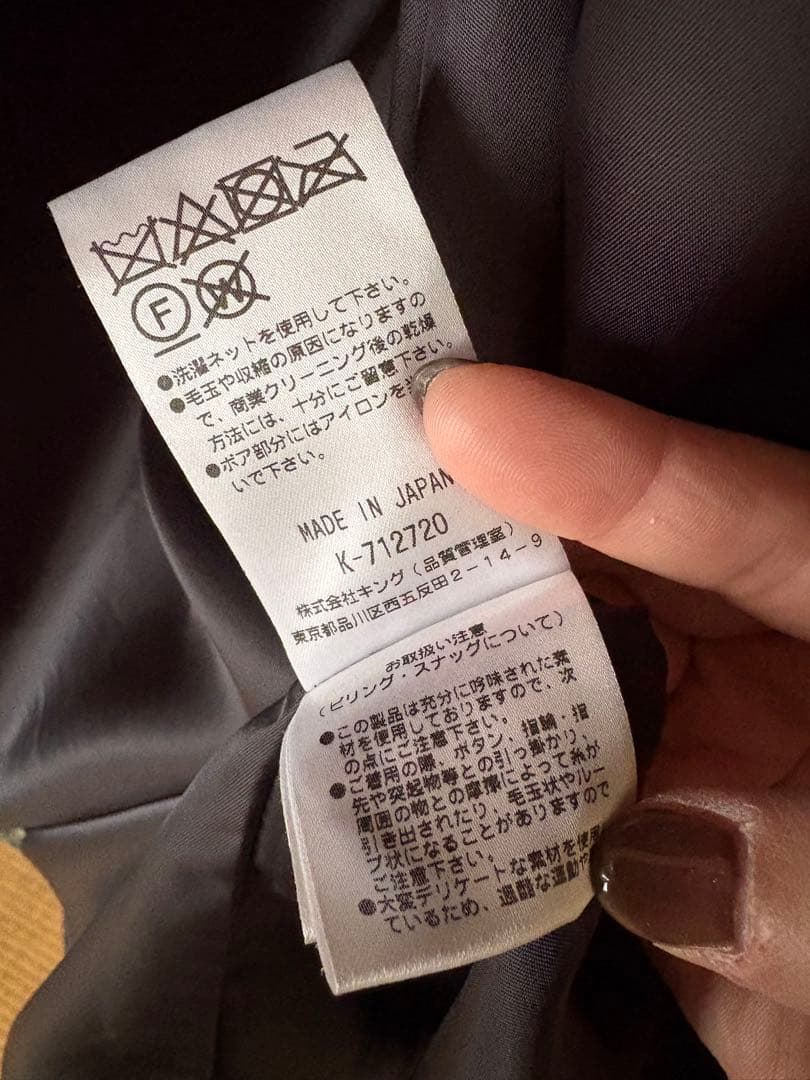 F W
●洗濯ネットを使用して下さい。
●毛玉や収縮の原因になりますの
で、商業クリーニング後の乾燥
方法には、十分にご留意下さい。
●ボア部分にはアイロンを
いで下さい。
MADE IN JAPAN
K-712720
株式会社キング(品質管理室)
東京都品川区西五反田2-14-9
お取扱い注意
(ピリング・スナッグについて)
●この製品は充分に吟味された素
材を使用しておりますので、次
の点にご注意下さい。
●ご着用の際、ボタン、指輪・指
先や突起物等との引っ掛かり、
周囲の物との摩擦によって糸が
引き出されたり、毛玉状やルー
プ状になることがありますので
ご注意下さい。
●大変デリケートな素材を使用
ているため、過酷な運動や